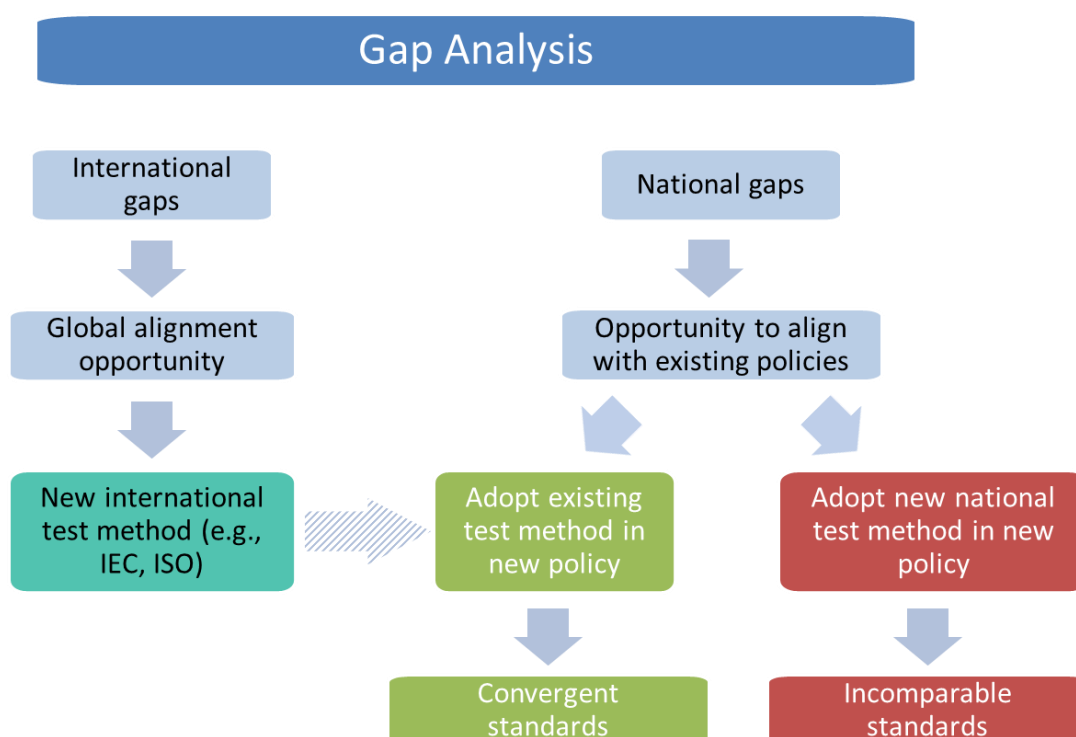 Gap Analysis
International
gaps
National gaps
Global alignment
opportunity
Opportunity to align
with existing policies
New international
test method (e.g.,
IEC, ISO)
Adopt existing
test method in
new policy
Adopt new national
test method in new
policy
Convergent
standards
Incomparable
standards